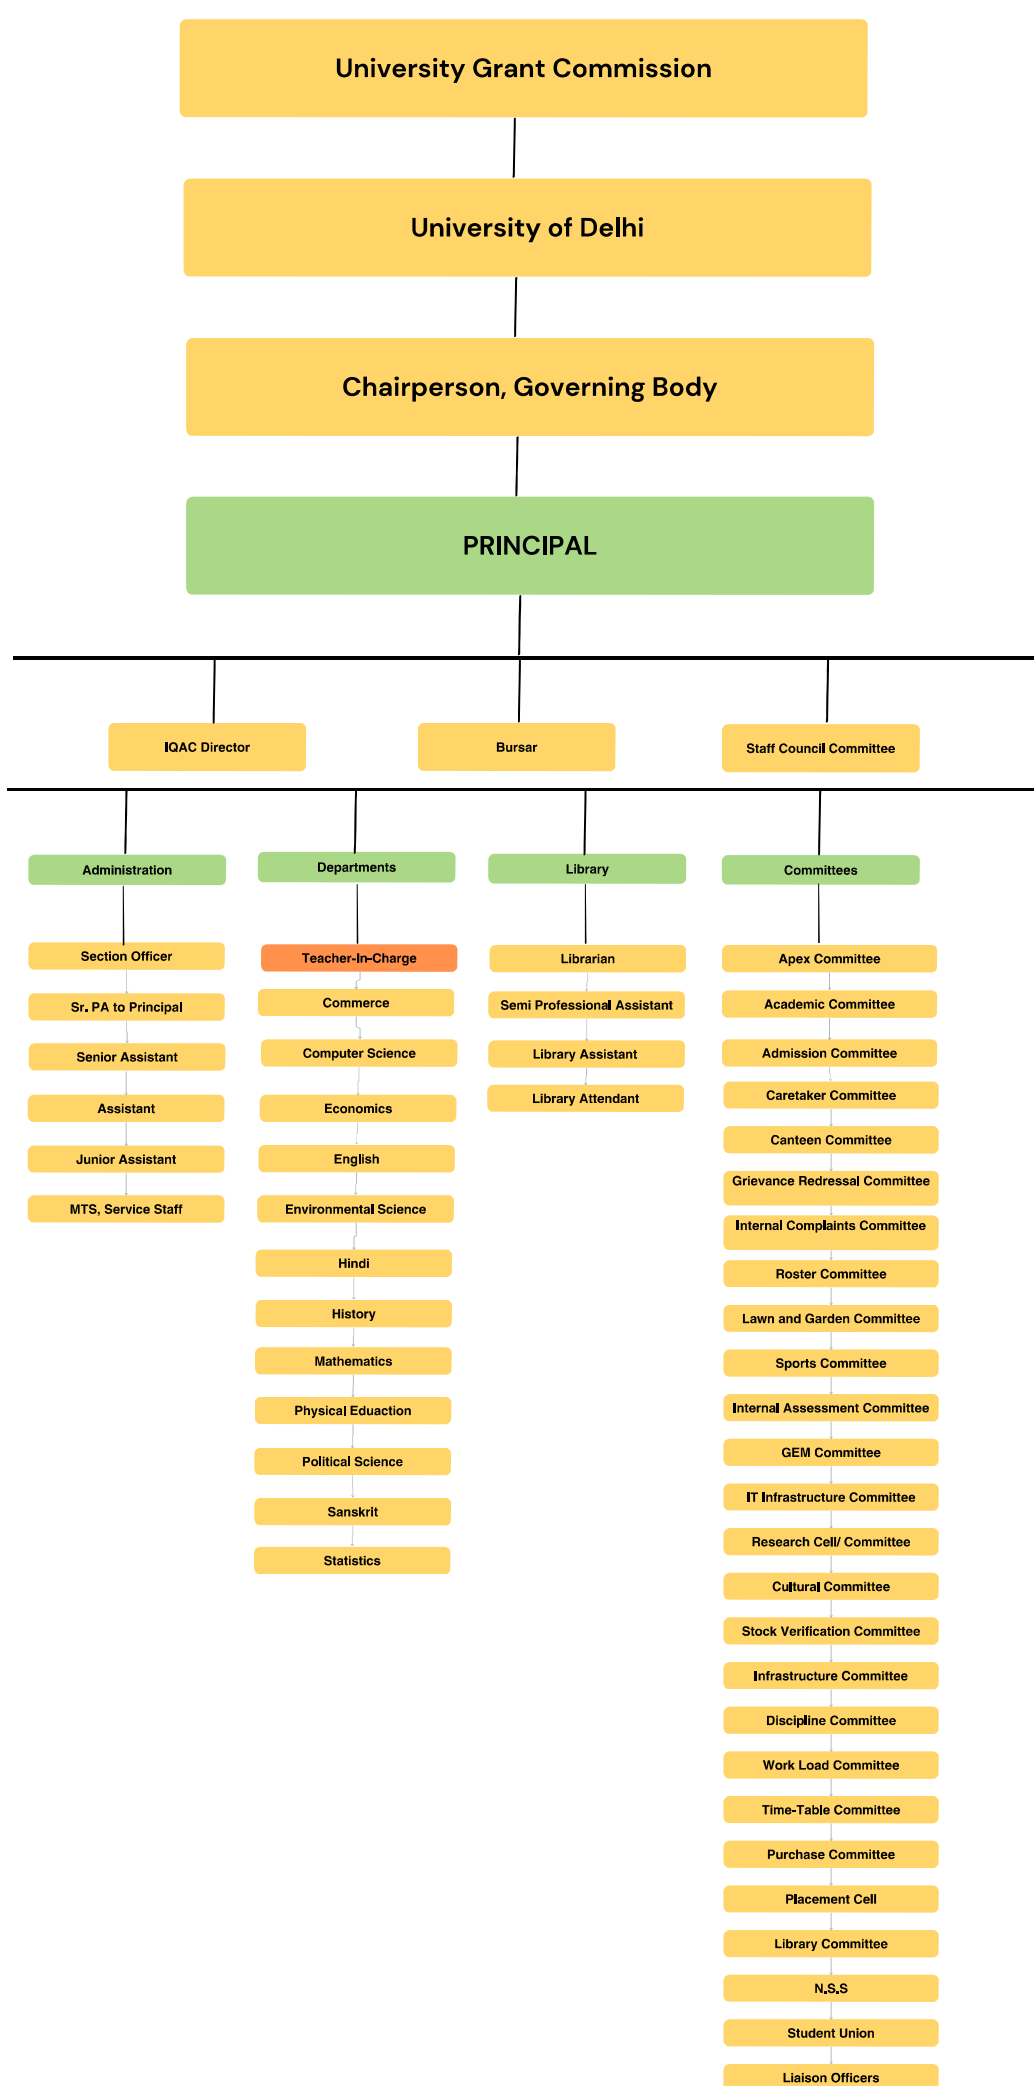 University Grant Commission
University of Delhi
Chairperson, Governing Body
PRINCIPAL
IQAC Director
Bursar
Staff Council Committee
Administration
Departments
Library
Committees
Section Officer
Sr. PA to Principal
Senior Assistant
Assistant
Junior Assistant
MTS, Service Staff
Teacher-In-Charge
Commerce
Computer Science
Economics
English
Environmental Science
Hindi
History
Mathematics
Physical Eduaction
Political Science
Sanskrit
Statistics
Librarian
Semi Professional Assistant
Library Assistant
Library Attendant
Apex Committee
Academic Committee
Admission Committee
Caretaker Committee
Canteen Committee
Grievance Redressal Committee
Internal Complaints Committee
Roster Committee
Lawn and Garden Committee
Sports Committee
Internal Assessment Committee
GEM Committee
IT Infrastructure Committee
Research Cell/ Committee
Cultural Committee
Stock Verification Committee
Infrastructure Committee
Discipline Committee
Work Load Committee
Time-Table Committee
Purchase Committee
Placement Cell
Library Committee
N.S.S
Student Union
Liaison Officers